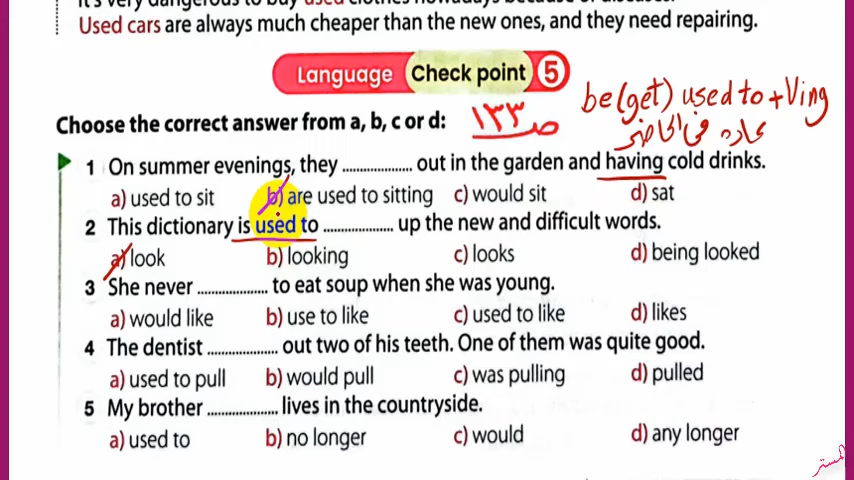 Used cars are always much cheaper than the new ones, and they need repairing.
Language Check point 5
be(get) used to + Ving
عاده في الحاضر
Choose the correct answer from a, b, c or d:
ص ١٣٣
1 On summer evenings, they .................... out in the garden and having cold drinks.
a) used to sit b) are used to sitting c) would sit d) sat
2 This dictionary is used to .................... up the new and difficult words.
a) look b) looking c) looks d) being looked
3 She never .................... to eat soup when she was young.
a) would like b) use to like c) used to like d) likes
4 The dentist .................... out two of his teeth. One of them was quite good.
a) used to pull b) would pull c) was pulling d) pulled
5 My brother .................... lives in the countryside.
a) used to b) no longer c) would d) any longer